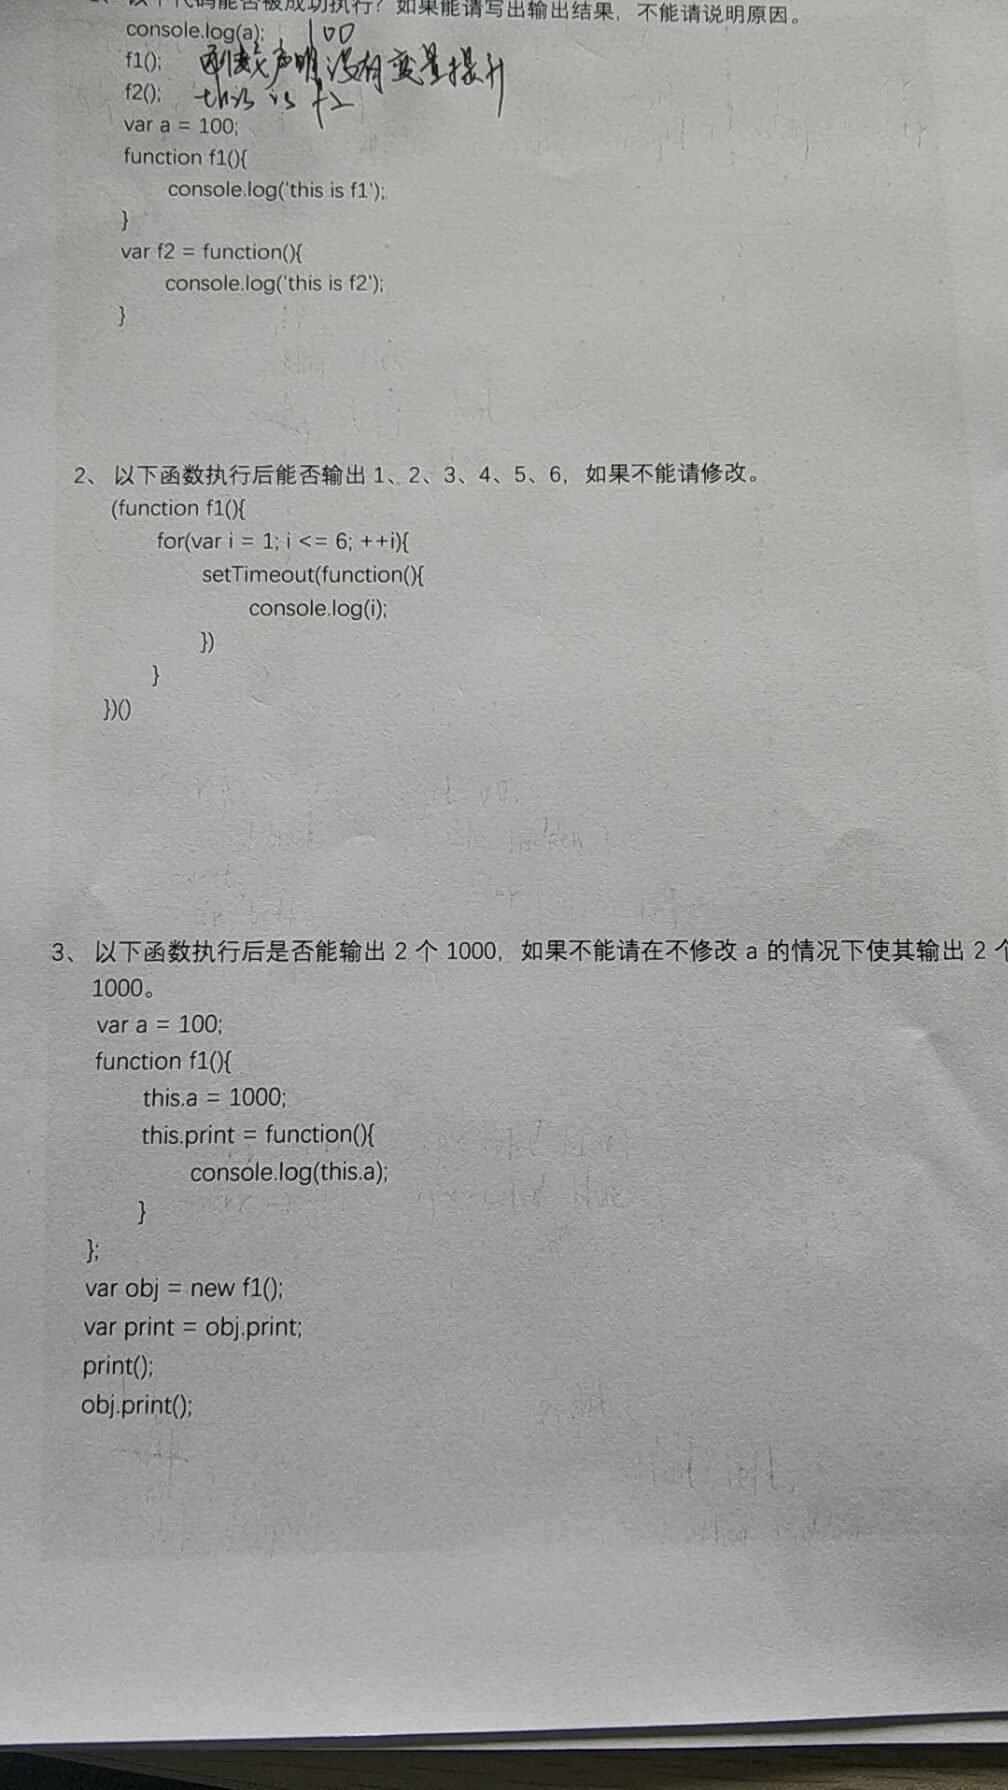 以下代码能否被成功执行？如果能请写出输出结果，不能请说明原因。
console.log(a); 100
f1(); 函数声明没有变量提升
f2(); this is f2
var a = 100;
function f1(){
console.log('this is f1');
}
var f2 = function(){
console.log('this is f2');
}
2、以下函数执行后能否输出 1、2、3、4、5、6，如果不能请修改。
(function f1(){
for(var i = 1; i <= 6; ++i){
setTimeout(function(){
console.log(i);
})
}
})()
3、以下函数执行后是否能输出 2 个 1000，如果不能请在不修改 a 的情况下使其输出 2 个
1000。
var a = 100;
function f1(){
this.a = 1000;
this.print = function(){
console.log(this.a);
}
};
var obj = new f1();
var print = obj.print;
print();
obj.print();